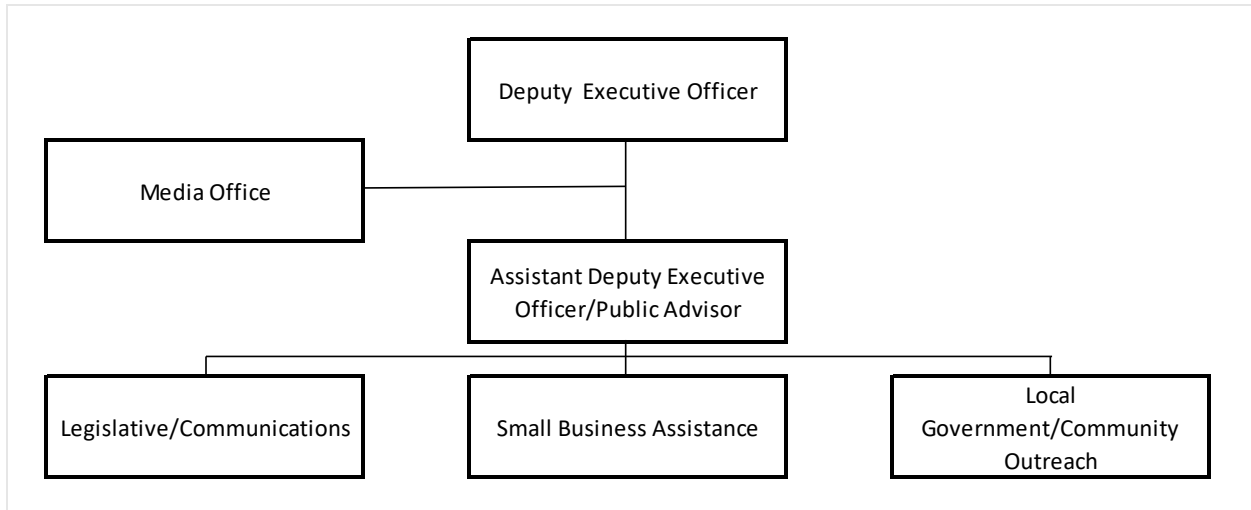 Deputy  Executive Officer
Media Office
Assistant Deputy Executive
Officer/Public Advisor
Legislative/Communications
Small Business Assistance
Local
Government/Community
Outreach